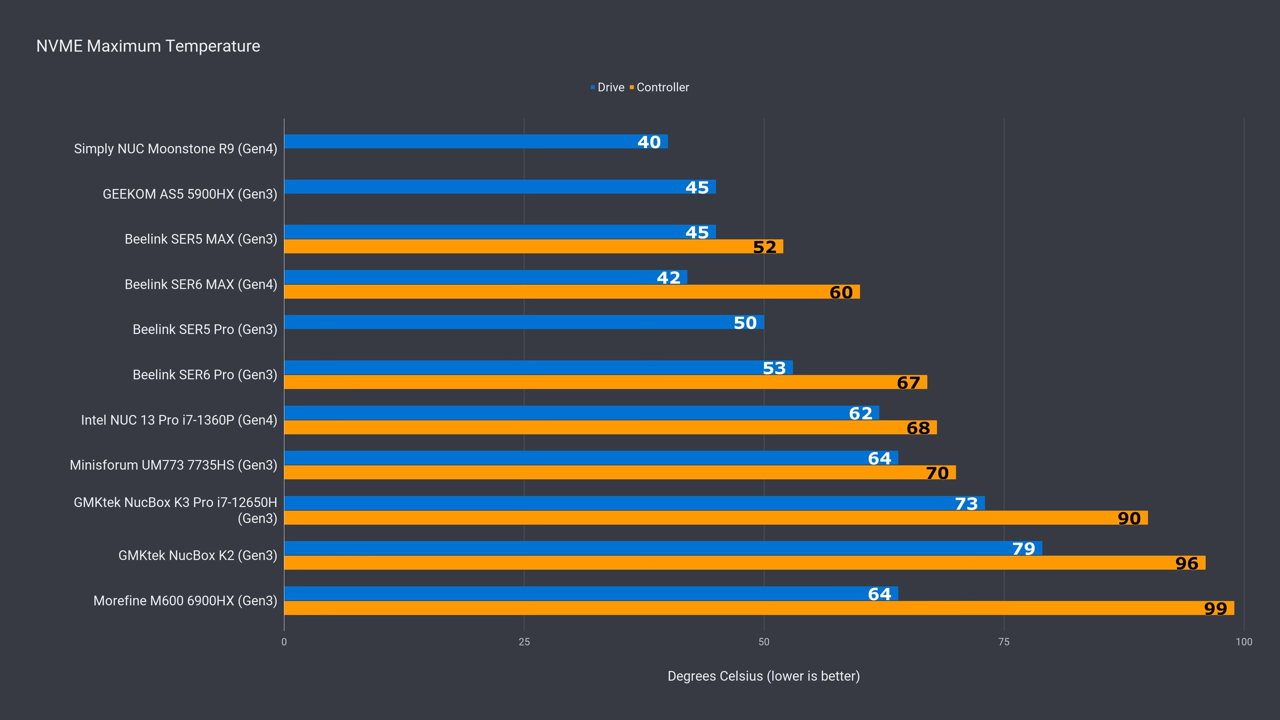 NVME Maximum Temperature
Drive Controller
Simply NUC Moonstone R9 (Gen4)
40
GEEKOM AS5 5900HX (Gen3)
45
Beelink SER5 MAX (Gen3)
45
52
Beelink SER6 MAX (Gen4)
42
60
Beelink SER5 Pro (Gen3)
50
Beelink SER6 Pro (Gen3)
53
67
Intel NUC 13 Pro i7-1360P (Gen4)
62
68
Minisforum UM773 7735HS (Gen3)
64
70
GMKtek NucBox K3 Pro i7-12650H
(Gen3)
73
90
GMKtek NucBox K2 (Gen3)
79
96
Morefine M600 6900HX (Gen3)
64
99
0 25 50 75 100
Degrees Celsius (lower is better)